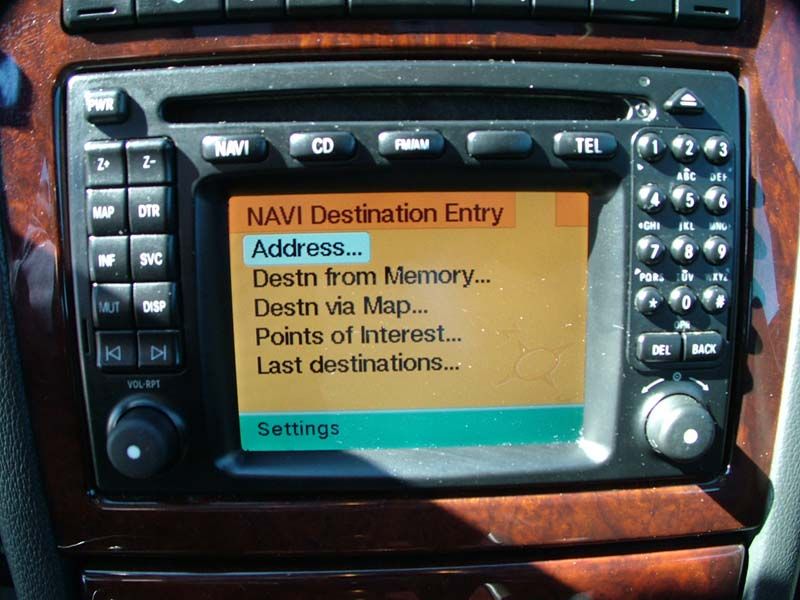 PWR
NAVI CD FM/AM TEL
Z+ Z-
MAP DTR
INF SVC
MUT DISP
VOL-RPT
NAVI Destination Entry
Address...
Destn from Memory...
Destn via Map...
Points of Interest...
Last destinations...
Settings
1 2 3
ABC DEF
4 5 6
GHI JKL MNO
7 8 9
PQRS TUV WXYZ
* 0 #
OPN
DEL BACK